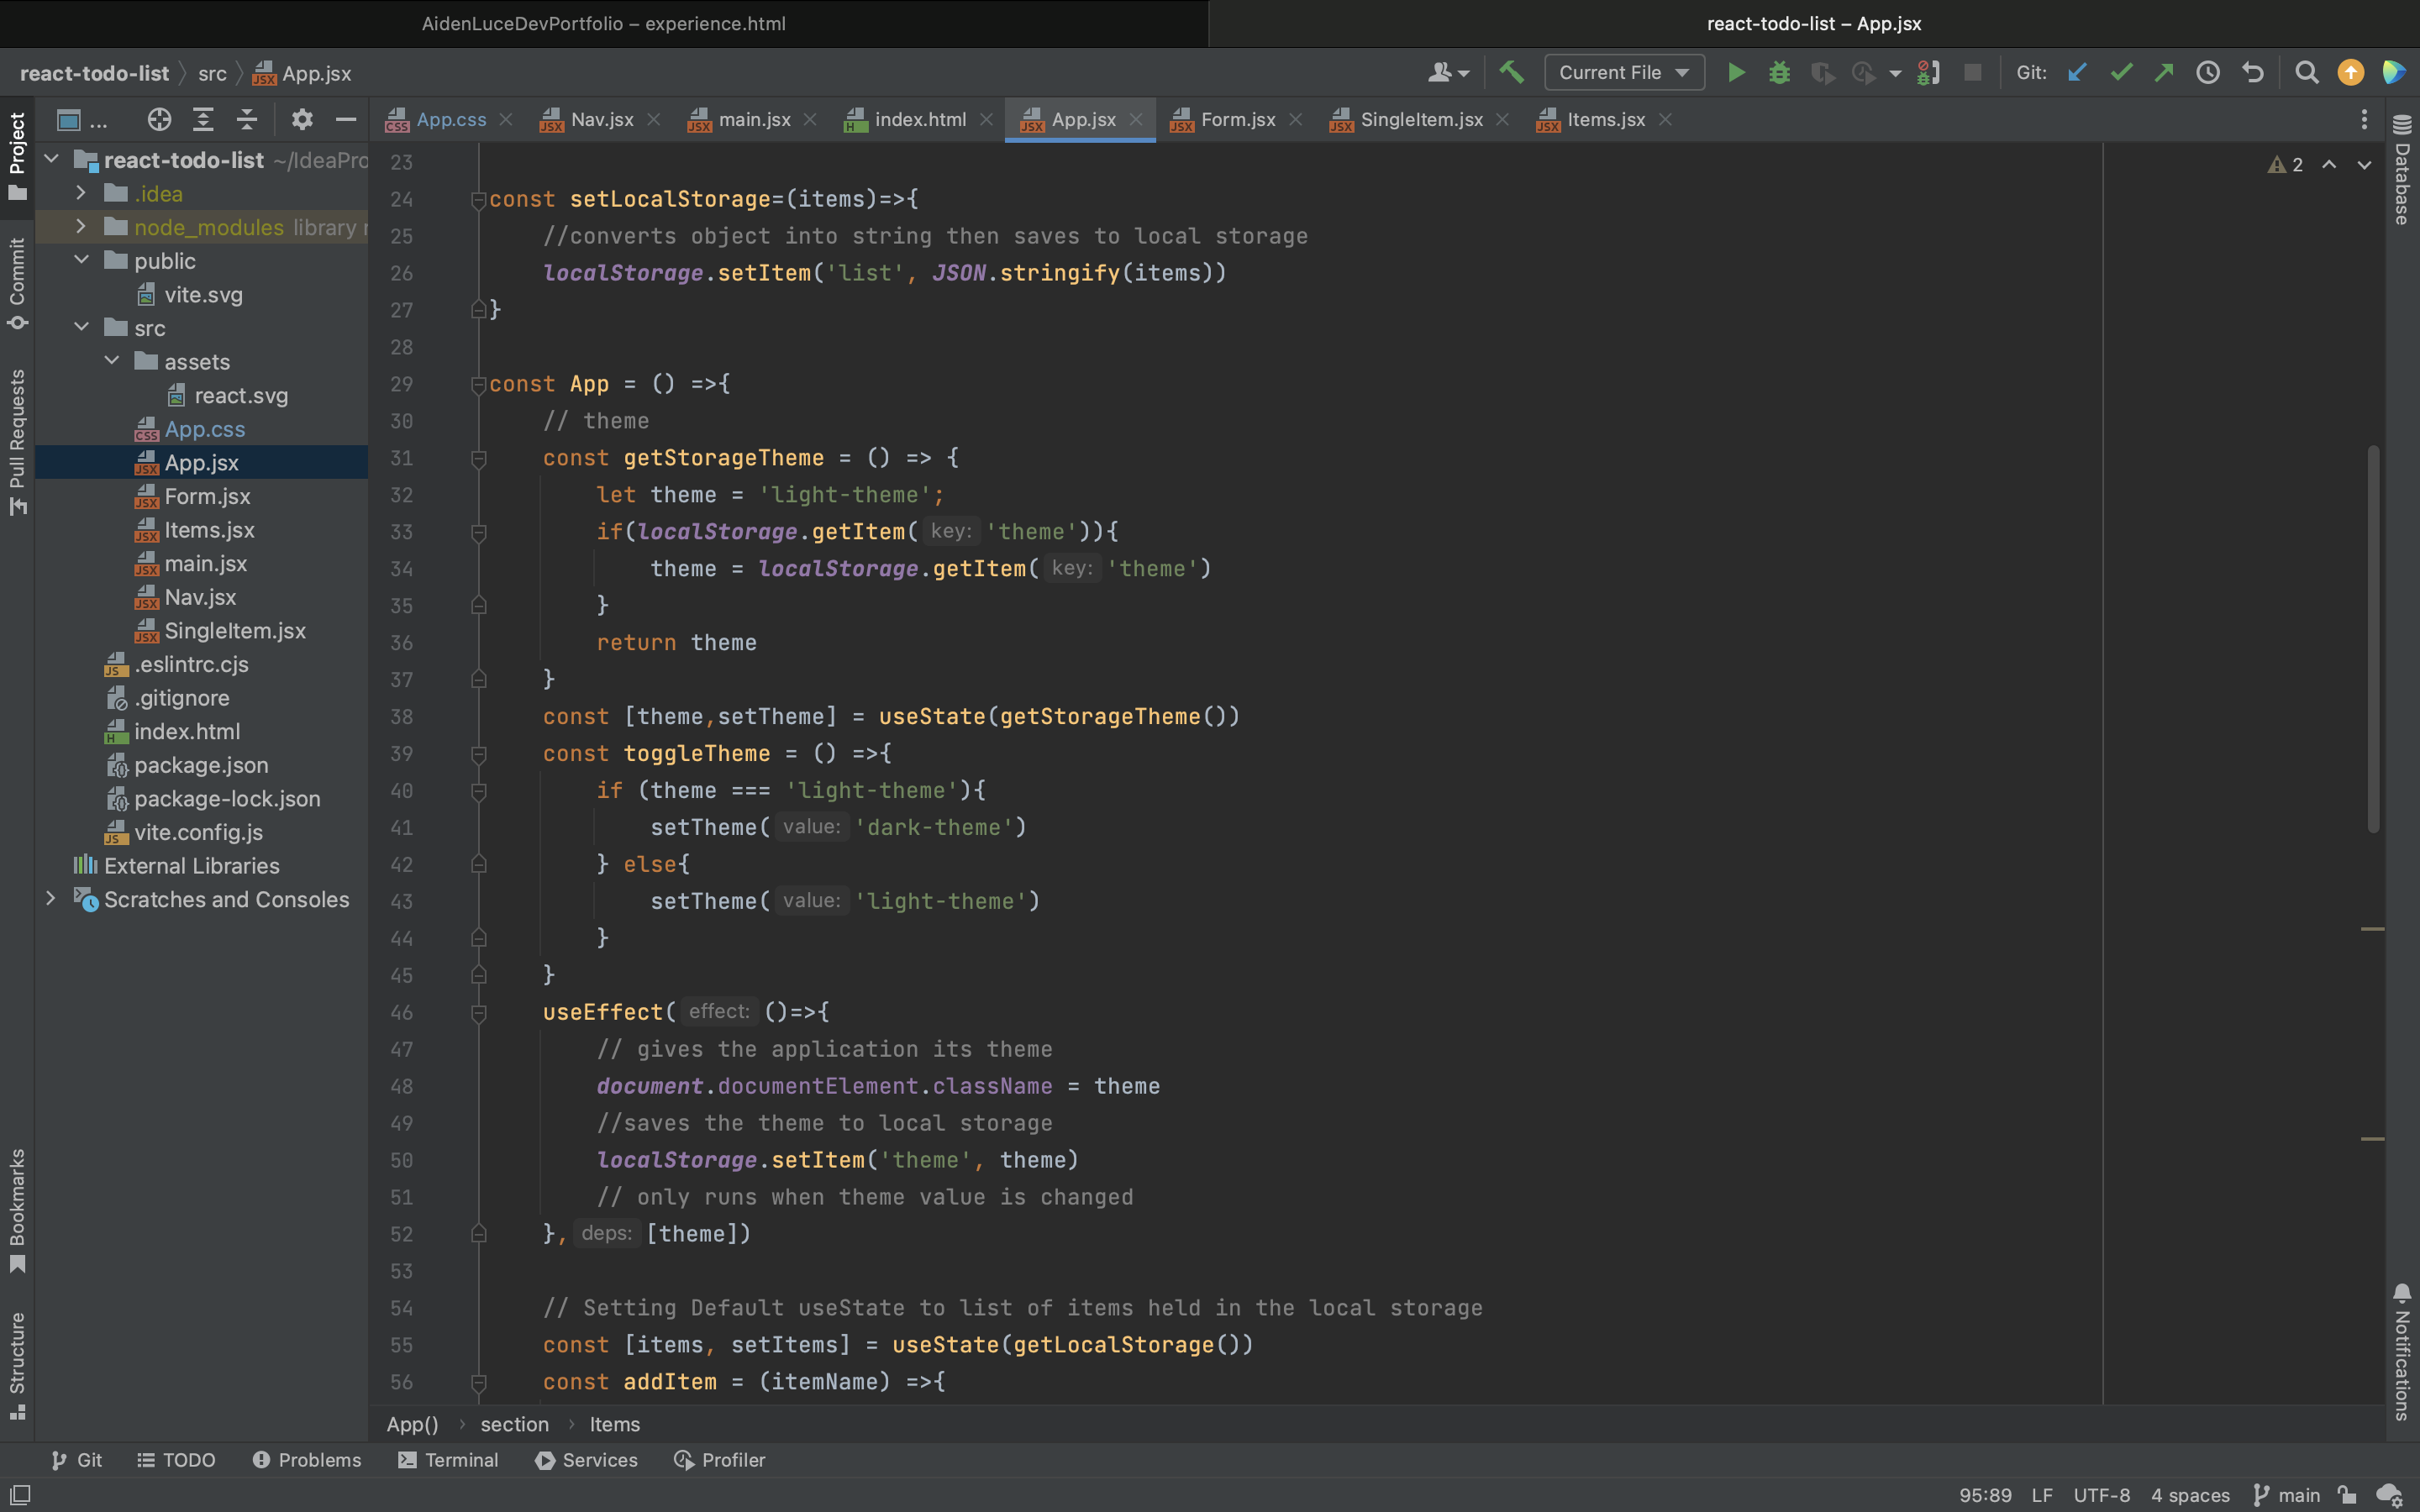 AidenLuceDevPortfolio – experience.html
react-todo-list – App.jsx
react-todo-list src App.jsx
Current File
Git:
Project
Commit
Pull Requests
Bookmarks
Structure
...
react-todo-list ~/IdeaPro
.idea
node_modules library r
public
vite.svg
src
assets
react.svg
App.css
App.jsx
Form.jsx
Items.jsx
main.jsx
Nav.jsx
SingleItem.jsx
.eslintrc.cjs
.gitignore
index.html
package.json
package-lock.json
vite.config.js
External Libraries
Scratches and Consoles
App.css Nav.jsx main.jsx index.html App.jsx Form.jsx SingleItem.jsx Items.jsx
2
23
24 const setLocalStorage=(items)=>{
25 //converts object into string then saves to local storage
26 localStorage.setItem('list', JSON.stringify(items))
27 }
28
29 const App = () =>{
30 // theme
31 const getStorageTheme = () => {
32 let theme = 'light-theme';
33 if(localStorage.getItem( key: 'theme')){
34 theme = localStorage.getItem( key: 'theme')
35 }
36 return theme
37 }
38 const [theme,setTheme] = useState(getStorageTheme())
39 const toggleTheme = () =>{
40 if (theme === 'light-theme'){
41 setTheme( value: 'dark-theme')
42 } else{
43 setTheme( value: 'light-theme')
44 }
45 }
46 useEffect( effect: ()=>{
47 // gives the application its theme
48 document.documentElement.className = theme
49 //saves the theme to local storage
50 localStorage.setItem('theme', theme)
51 // only runs when theme value is changed
52 }, deps: [theme])
53
54 // Setting Default useState to list of items held in the local storage
55 const [items, setItems] = useState(getLocalStorage())
56 const addItem = (itemName) =>{
Database
Notifications
App() section Items
Git TODO Problems Terminal Services Profiler
95:89 LF UTF-8 4 spaces main